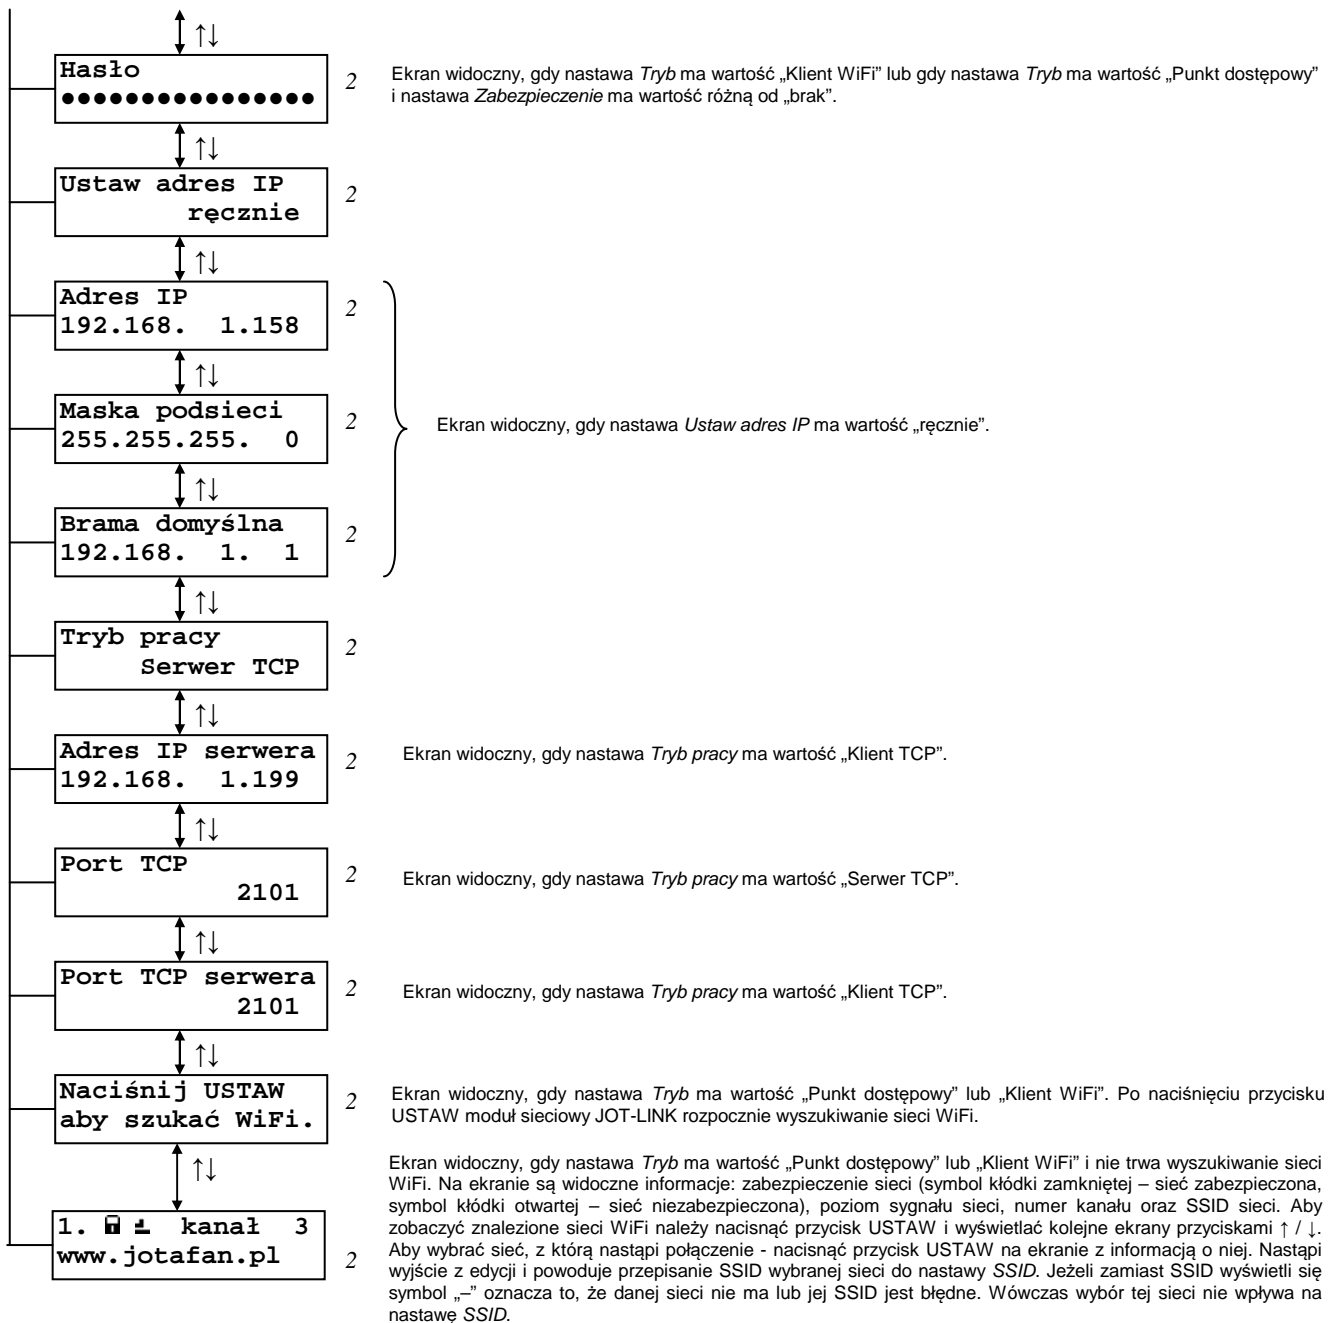 ↑↓
Hasło
●●●●●●●●●●●●●●●●
2
Ekran widoczny, gdy nastawa Tryb ma wartość „Klient WiFi” lub gdy nastawa Tryb ma wartość „Punkt dostępowy”
i nastawa Zabezpieczenie ma wartość różną od „brak”.
↑↓
Ustaw adres IP
ręcznie
2
↑↓
Adres IP
192.168.  1.158
2
↑↓
Maska podsieci
255.255.255.  0
2
Ekran widoczny, gdy nastawa Ustaw adres IP ma wartość „ręcznie”.
↑↓
Brama domyślna
192.168.  1.  1
2
↑↓
Tryb pracy
Serwer TCP
2
↑↓
Adres IP serwera
192.168.  1.199
2
Ekran widoczny, gdy nastawa Tryb pracy ma wartość „Klient TCP”.
↑↓
Port TCP
2101
2
Ekran widoczny, gdy nastawa Tryb pracy ma wartość „Serwer TCP”.
↑↓
Port TCP serwera
2101
2
Ekran widoczny, gdy nastawa Tryb pracy ma wartość „Klient TCP”.
↑↓
Naciśnij USTAW
aby szukać WiFi.
2
Ekran widoczny, gdy nastawa Tryb ma wartość „Punkt dostępowy” lub „Klient WiFi”. Po naciśnięciu przycisku
USTAW moduł sieciowy JOT-LINK rozpocznie wyszukiwanie sieci WiFi.
↑↓
1. kanał 3
www.jotafan.pl
2
Ekran widoczny, gdy nastawa Tryb ma wartość „Punkt dostępowy” lub „Klient WiFi” i nie trwa wyszukiwanie sieci
WiFi. Na ekranie są widoczne informacje: zabezpieczenie sieci (symbol kłódki zamkniętej – sieć zabezpieczona,
symbol kłódki otwartej – sieć niezabezpieczona), poziom sygnału sieci, numer kanału oraz SSID sieci. Aby
zobaczyć znalezione sieci WiFi należy nacisnąć przycisk USTAW i wyświetlać kolejne ekrany przyciskami ↑ / ↓.
Aby wybrać sieć, z którą nastąpi połączenie - nacisnąć przycisk USTAW na ekranie z informacją o niej. Nastąpi
wyjście z edycji i powoduje przepisanie SSID wybranej sieci do nastawy SSID. Jeżeli zamiast SSID wyświetli się
symbol „–” oznacza to, że danej sieci nie ma lub jej SSID jest błędne. Wówczas wybór tej sieci nie wpływa na
nastawę SSID.